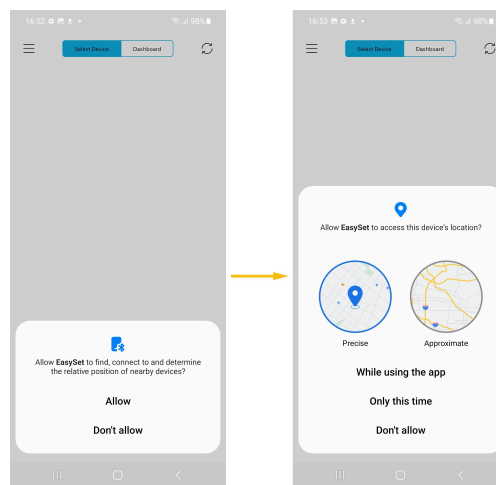 16:52
98%
Select Device
Dashboard
Allow EasySet to find, connect to and determine
the relative position of nearby devices?
Allow
Don't allow
16:53
98%
Select Device
Dashboard
Allow EasySet to access this device's location?
Precise
Approximate
While using the app
Only this time
Don't allow